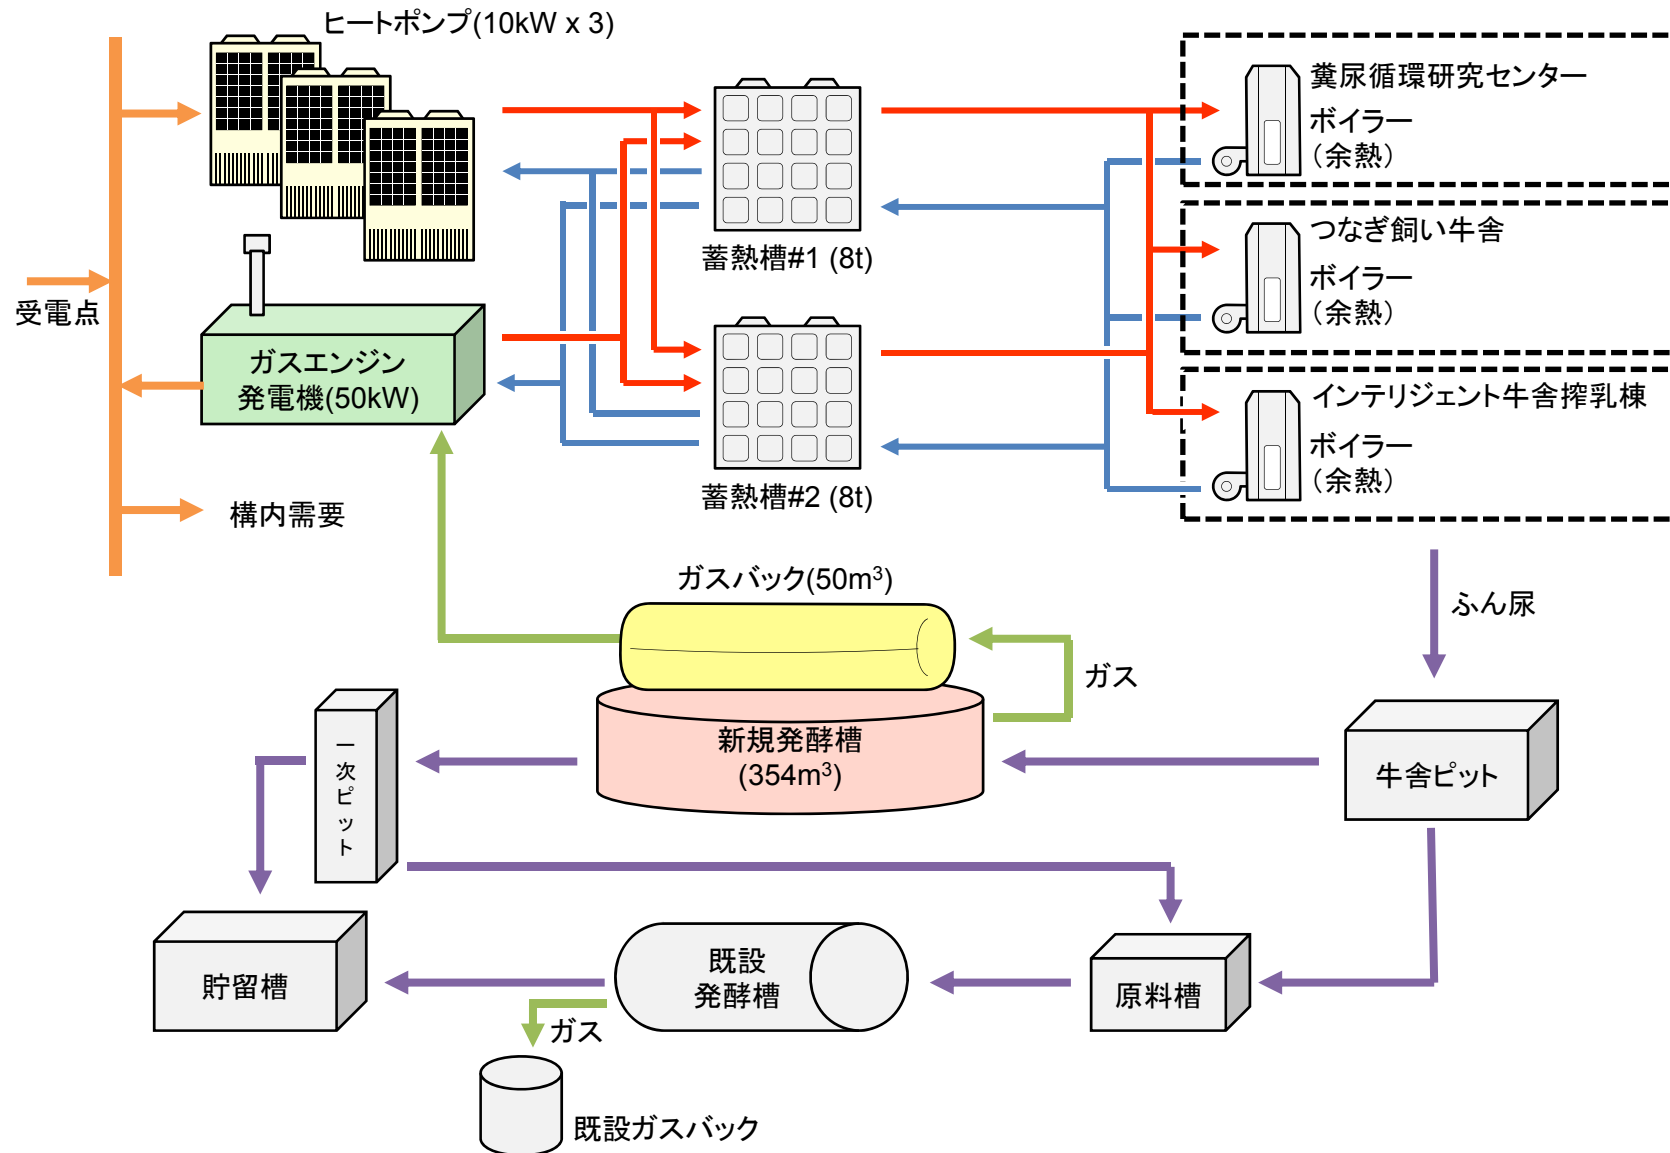 ヒートポンプ(10kW x 3)
糞尿循環研究センター
ボイラー
（余熱）
蓄熱槽#1 (8t)
つなぎ飼い牛舎
ボイラー
（余熱）
受電点
ガスエンジン
発電機(50kW)
インテリジェント牛舎搾乳棟
ボイラー
（余熱）
蓄熱槽#2 (8t)
構内需要
ガスバック(50m³)
ふん尿
ガス
新規発酵槽
(354m³)
一次ピット
牛舎ピット
貯留槽
既設
発酵槽
原料槽
ガス
既設ガスバック